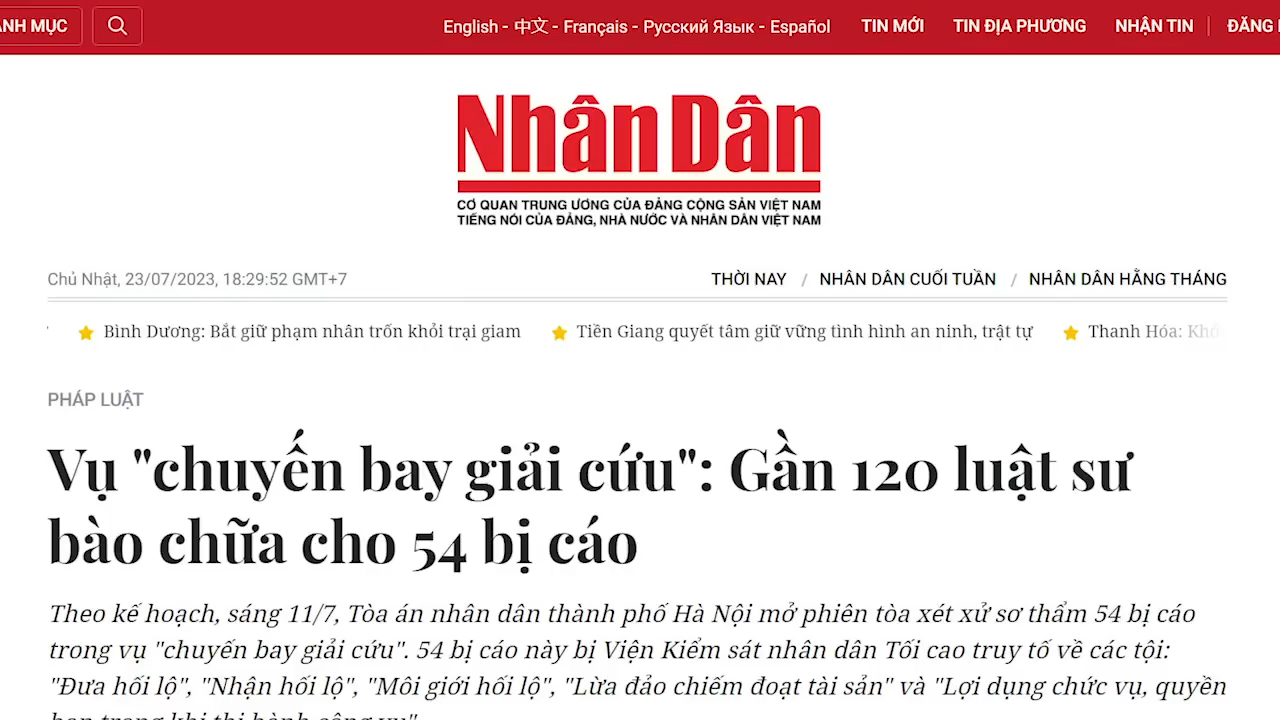 ANH MỤC
English - 中文 - Français - Русский Язык - Español
TIN MỚI
TIN ĐỊA PHƯƠNG
NHẬN TIN
ĐĂNG
Nhân Dân
CƠ QUAN TRUNG ƯƠNG CỦA ĐẢNG CỘNG SẢN VIỆT NAM
TIẾNG NÓI CỦA ĐẢNG, NHÀ NƯỚC VÀ NHÂN DÂN VIỆT NAM
Chủ Nhật, 23/07/2023, 18:29:52 GMT+7
THỜI NAY / NHÂN DÂN CUỐI TUẦN / NHÂN DÂN HẰNG THÁNG
Bình Dương: Bắt giữ phạm nhân trốn khỏi trại giam
Tiền Giang quyết tâm giữ vững tình hình an ninh, trật tự
Thanh Hóa:
PHÁP LUẬT
Vụ "chuyến bay giải cứu": Gần 120 luật sư
bào chữa cho 54 bị cáo
Theo kế hoạch, sáng 11/7, Tòa án nhân dân thành phố Hà Nội mở phiên tòa xét xử sơ thẩm 54 bị cáo
trong vụ "chuyến bay giải cứu". 54 bị cáo này bị Viện Kiểm sát nhân dân Tối cao truy tố về các tội:
"Đưa hối lộ", "Nhận hối lộ", "Môi giới hối lộ", "Lừa đảo chiếm đoạt tài sản" và "Lợi dụng chức vụ, quyền
hạn trong khi thi hành công vụ".